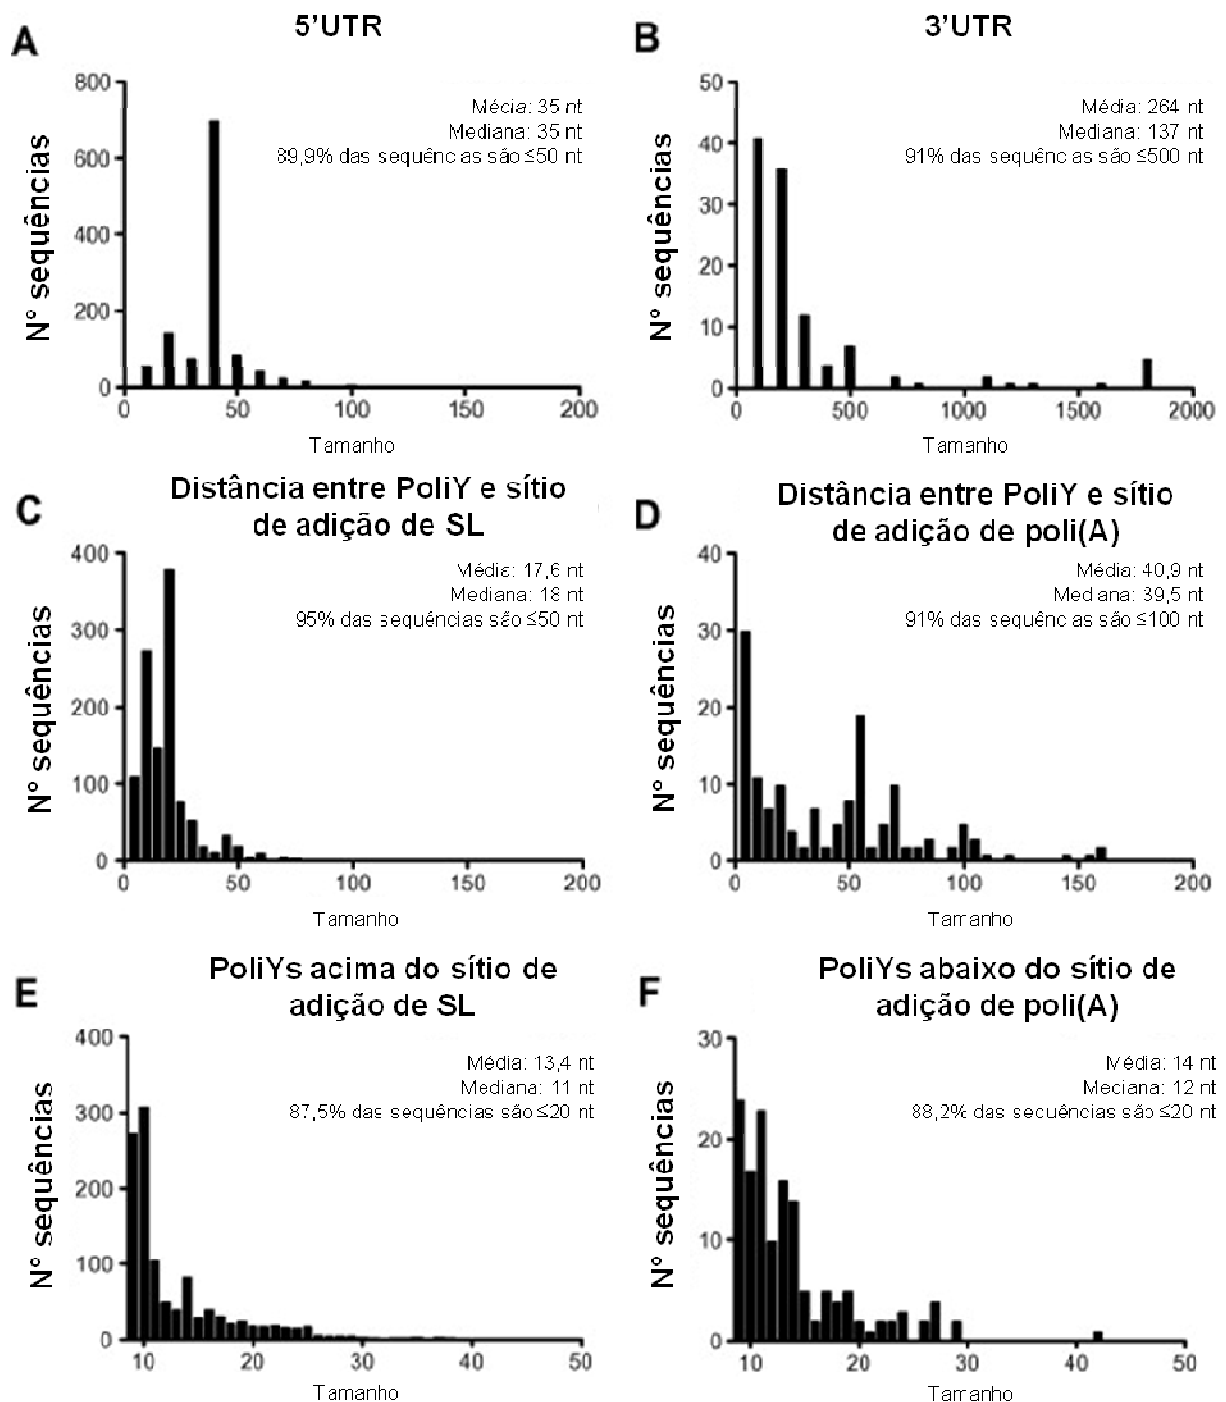 A
5'UTR
800
600
400
200
0
0 50 100 150 200
N° sequências
Tamanho
Média: 35 nt
Mediana: 35 nt
89,9% das sequências são ≤50 nt
B
3'UTR
50
40
30
20
10
0
0 500 1000 1500 2000
N° sequências
Tamanho
Média: 264 nt
Mediana: 137 nt
91% das sequências são ≤500 nt
C
Distância entre PoliY e sítio
de adição de SL
400
300
200
100
0
0 50 100 150 200
N° sequências
Tamanho
Média: 17,6 nt
Mediana: 18 nt
95% das sequências são ≤50 nt
D
Distância entre PoliY e sítio
de adição de poli(A)
40
30
20
10
0
0 50 100 150 200
N° sequências
Tamanho
Média: 40,9 nt
Mediana: 39,5 nt
91% das sequências são ≤100 nt
E
PoliYs acima do sítio de
adição de SL
400
300
200
100
0
10 20 30 40 50
N° sequências
Tamanho
Média: 13,4 nt
Mediana: 11 nt
87,5% das sequências são ≤20 nt
F
PoliYs abaixo do sítio de
adição de poli(A)
30
20
10
0
10 20 30 40 50
N° sequências
Tamanho
Média: 14 nt
Mediana: 12 nt
88,2% das sequências são ≤20 nt